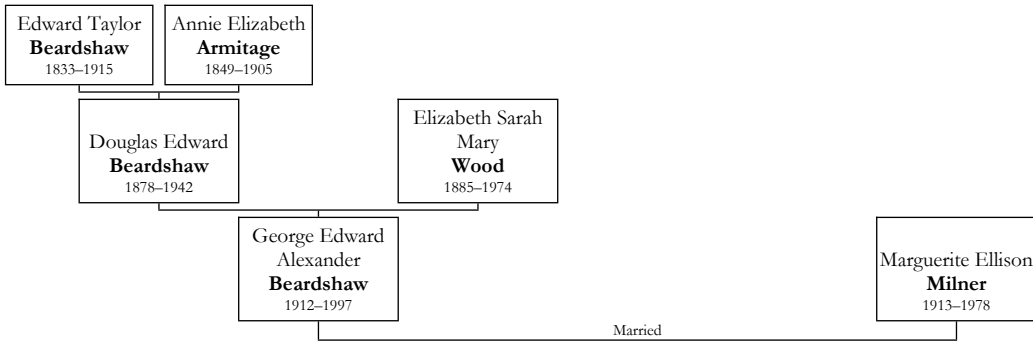 Edward Taylor
Beardshaw
1833–1915
Annie Elizabeth
Armitage
1849–1905
Douglas Edward
Beardshaw
1878–1942
Elizabeth Sarah
Mary
Wood
1885–1974
George Edward
Alexander
Beardshaw
1912–1997
Marguerite Ellison
Milner
1913–1978
Married